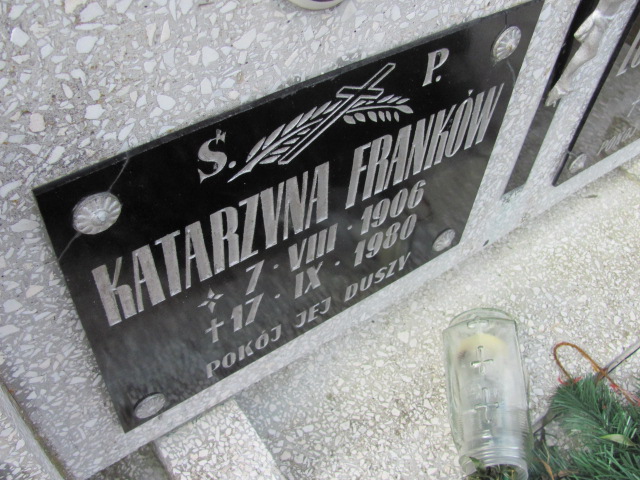 Ś. P.
KATARZYNA FRANKÓW
7 · VIII · 1906
17 · IX · 1980
POKÓJ JEJ DUSZY